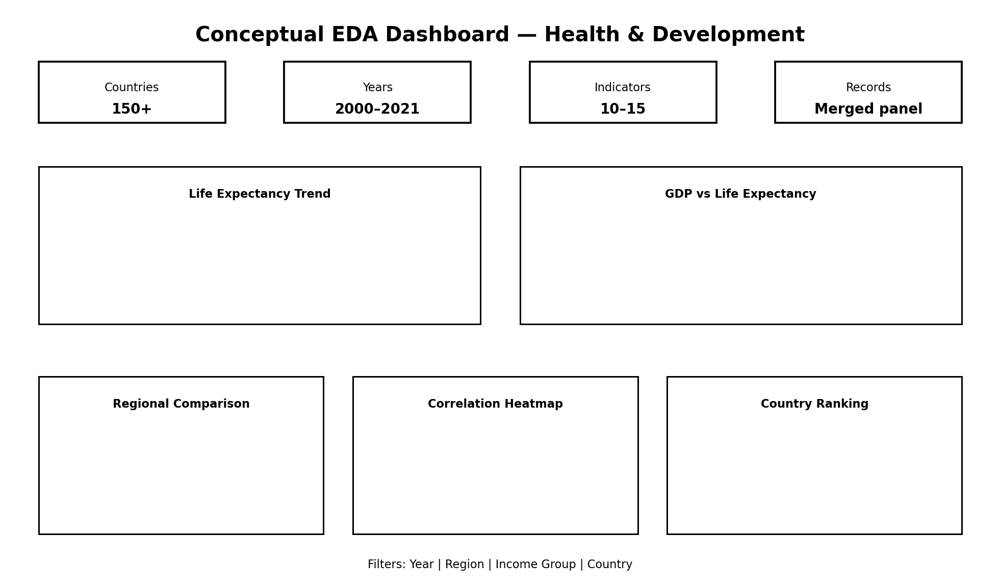 Conceptual EDA Dashboard — Health & Development
Countries
150+
Years
2000–2021
Indicators
10–15
Records
Merged panel
Life Expectancy Trend
GDP vs Life Expectancy
Regional Comparison
Correlation Heatmap
Country Ranking
Filters: Year | Region | Income Group | Country